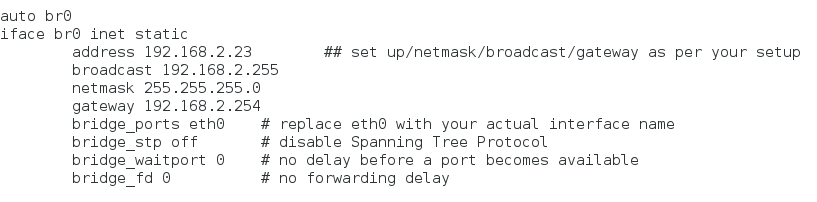 auto br0
iface br0 inet static
        address 192.168.2.23        ## set up/netmask/broadcast/gateway as per your setup
        broadcast 192.168.2.255
        netmask 255.255.255.0
        gateway 192.168.2.254
        bridge_ports eth0    # replace eth0 with your actual interface name
        bridge_stp off       # disable Spanning Tree Protocol
        bridge_waitport 0    # no delay before a port becomes available
        bridge_fd 0          # no forwarding delay